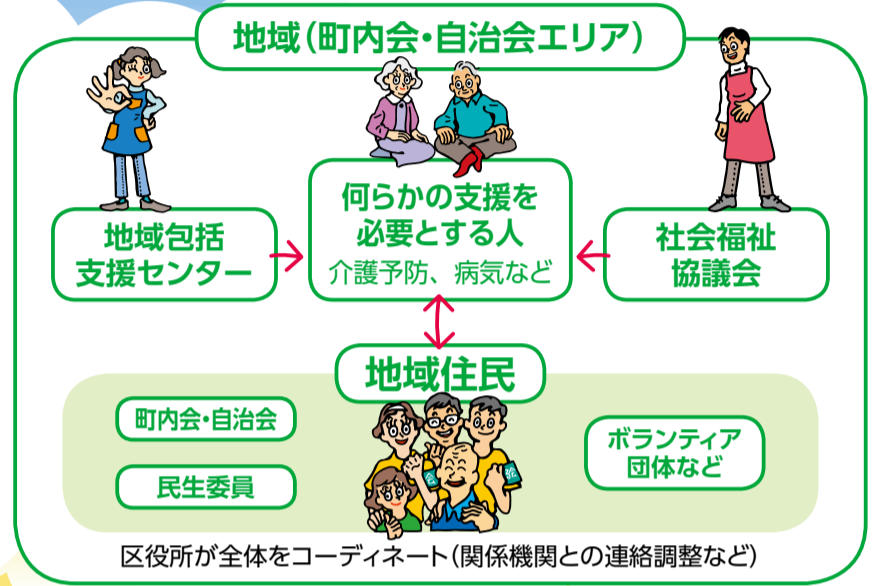 地域(町内会・自治会エリア)
何らかの支援を
必要とする人
介護予防、病気など
地域包括
支援センター
社会福祉
協議会
地域住民
町内会・自治会
民生委員
ボランティア
団体など
区役所が全体をコーディネート(関係機関との連絡調整など)